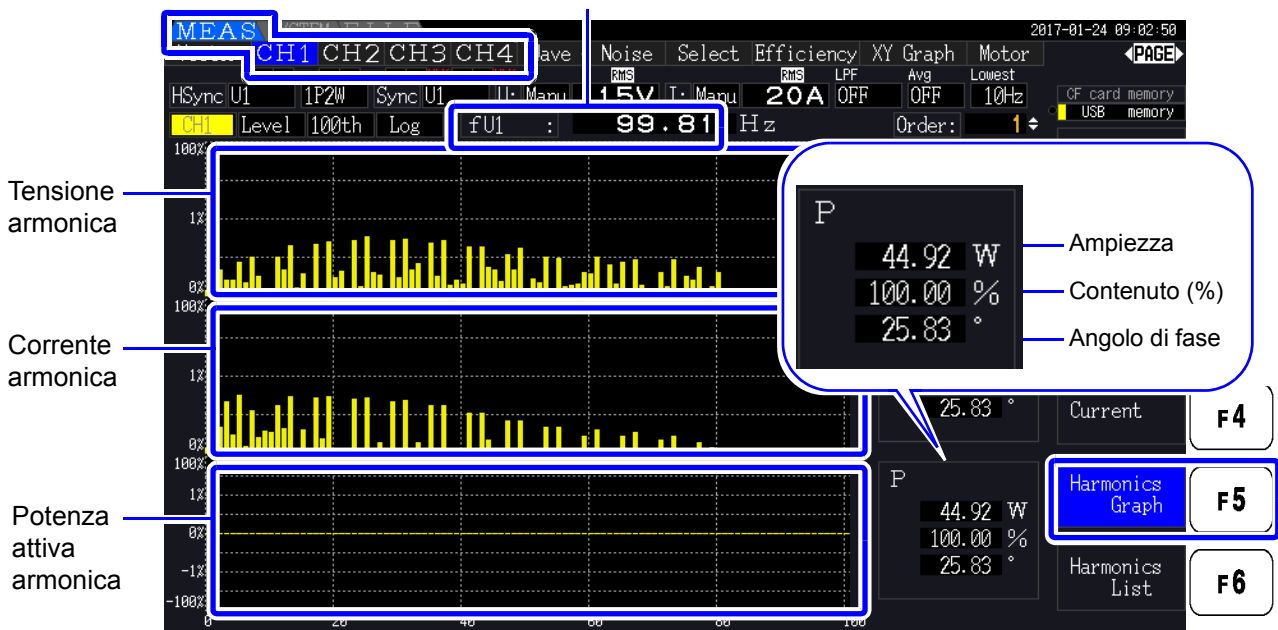 MEAS
2017-01-24 09:02:50
CH1 CH2 CH3 CH4 Noise Select Efficiency XY Graph Motor PAGE
RMS RMS LPF Avg Lowest
HSync U1 1P2W Sync U1 U: Manu 15V I: Manu 20A OFF OFF 10Hz CF card memory
USB memory
CH1 Level 100th Log fU1 : 99.81 Hz Order: 1
100%
1%
0%
Tensione
armonica
P
44.92 W
100.00 %
25.83 °
Ampiezza
Contenuto (%)
Angolo di fase
100%
1%
0%
Corrente
armonica
25.83 °
Current
F4
100%
1%
0%
-1%
-100%
Potenza
attiva
armonica
P
44.92 W
100.00 %
25.83 °
Harmonics
Graph
F5
Harmonics
List
F6
0 20 40 60 80 100